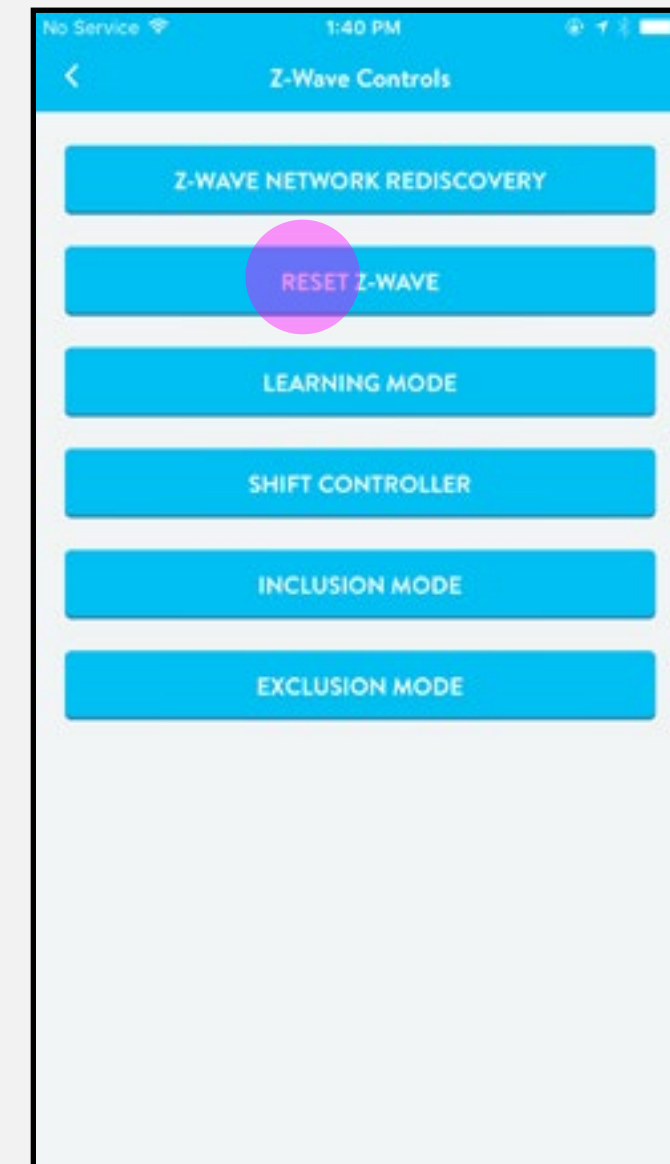 No Service 1:40 PM
Z-Wave Controls
Z-WAVE NETWORK REDISCOVERY
RESET Z-WAVE
LEARNING MODE
SHIFT CONTROLLER
INCLUSION MODE
EXCLUSION MODE